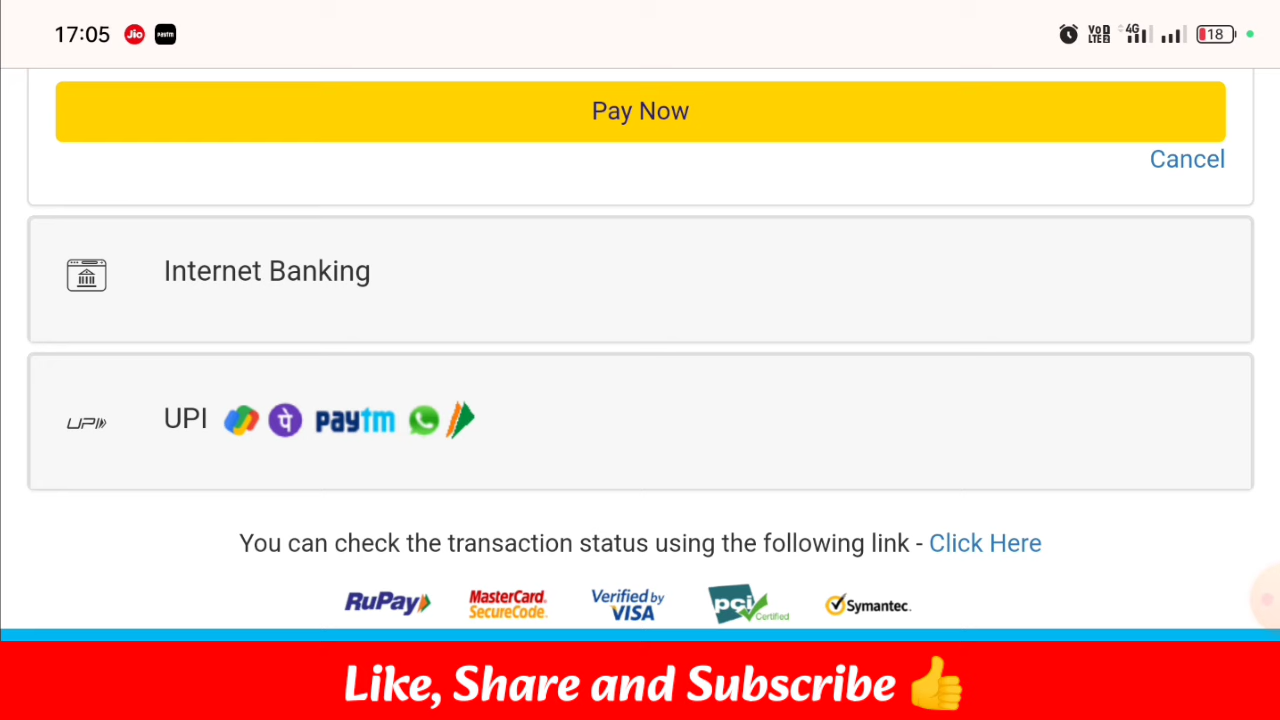 17:05 Jio paytm VoD LTE 4G 18
Pay Now
Cancel
Internet Banking
UPI UPI पे paytm
You can check the transaction status using the following link - Click Here
RuPay MasterCard. SecureCode. Verified by VISA pci Certified Symantec.
Like, Share and Subscribe 👍